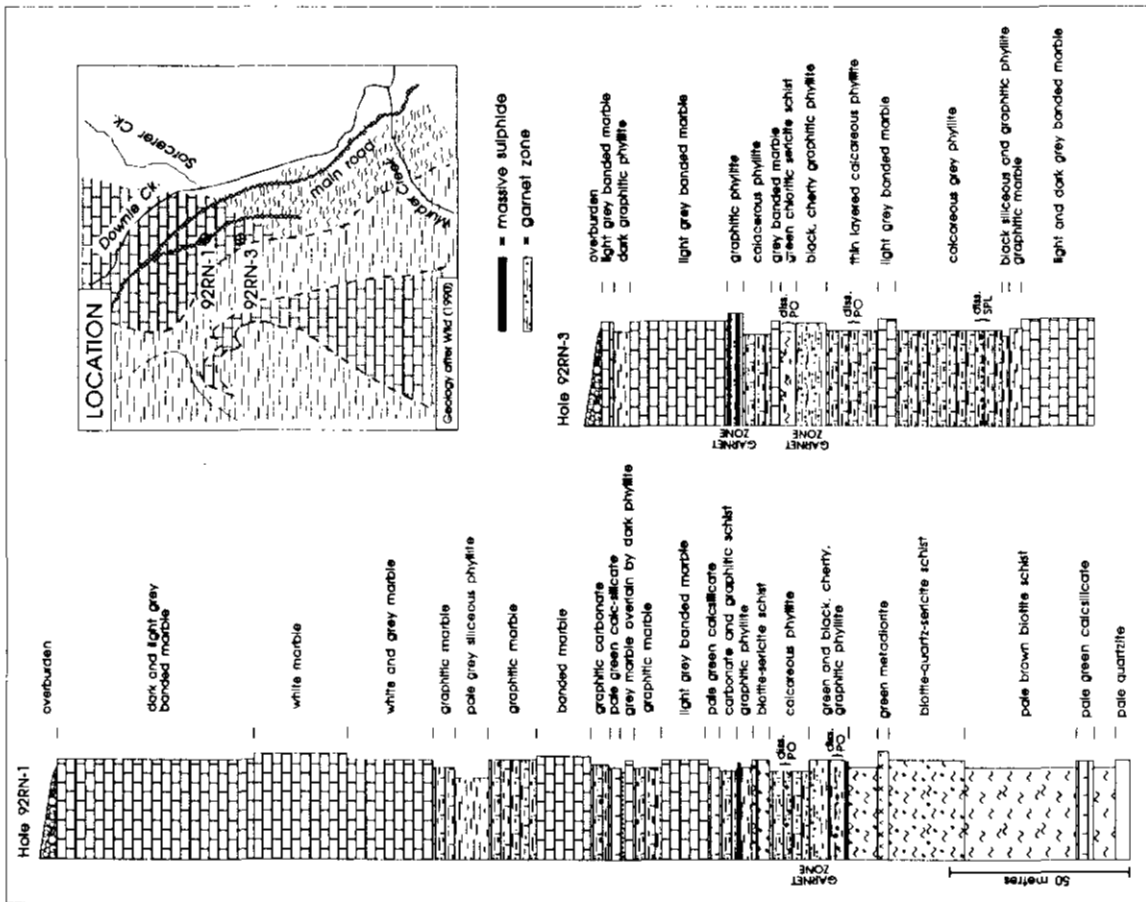 LOCATION
Sorcerer Ck.
Downie Ck.
main road
92RN-1
92RN-3
Murder Creek
Geology after Wild (1990)
= massive sulphide
= garnet zone
Hole 92RN-1
overburden
dark and light grey
banded marble
white marble
white and grey marble
graphitic marble
pale grey siliceous phyllite
graphitic marble
banded marble
graphitic carbonate
pale green calc-silicate
grey marble overlain by dark phyllite
graphitic marble
light grey banded marble
pale green calcsilicate
carbonate and graphitic schist
graphitic phyllite
biotite-sericite schist
calcareous phyllite
green and black, cherty,
graphitic phyllite
green metadiorite
biotite-quartz-sericite schist
pale brown biotite schist
pale green calcsilicate
pale quartzite
diss.
PO
diss.
PO
GARNET
ZONE
50 metres
Hole 92RN-3
overburden
light grey banded marble
dark graphitic phyllite
light grey banded marble
graphitic phyllite
calacerous phyllite
grey banded marble
green chloritic sericite schist
black, cherty graphitic phyllite
thin layered calcareous phyllite
light grey banded marble
calcareous grey phyllite
black siliceous and graphitic phyllite
graphitic marble
light and dark grey banded marble
diss.
PO
diss.
PO
diss.
SPL
GARNET
ZONE
GARNET
ZONE